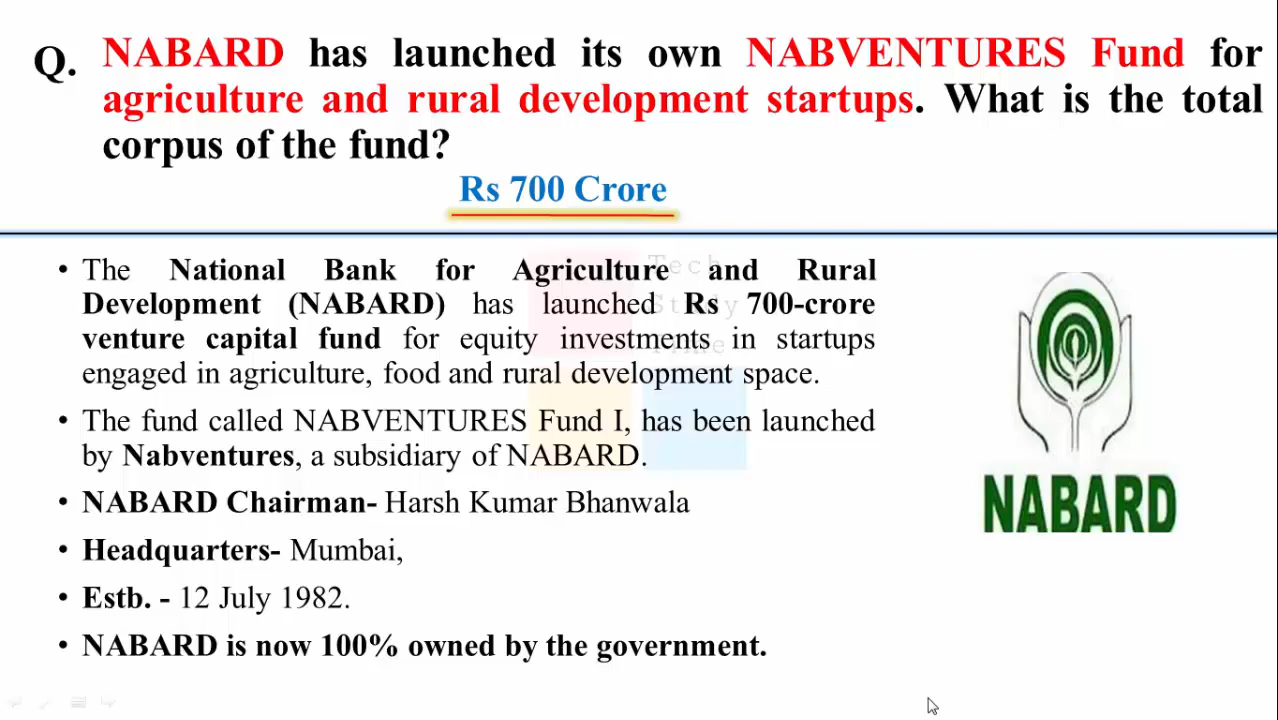 Q. NABARD has launched its own NABVENTURES Fund for
agriculture and rural development startups. What is the total
corpus of the fund?
Rs 700 Crore
• The National Bank for Agriculture and Rural
Development (NABARD) has launched Rs 700-crore
venture capital fund for equity investments in startups
engaged in agriculture, food and rural development space.
• The fund called NABVENTURES Fund I, has been launched
by Nabventures, a subsidiary of NABARD.
• NABARD Chairman- Harsh Kumar Bhanwala
• Headquarters- Mumbai,
• Estb. - 12 July 1982.
• NABARD is now 100% owned by the government.
Tech
Study
Time
NABARD